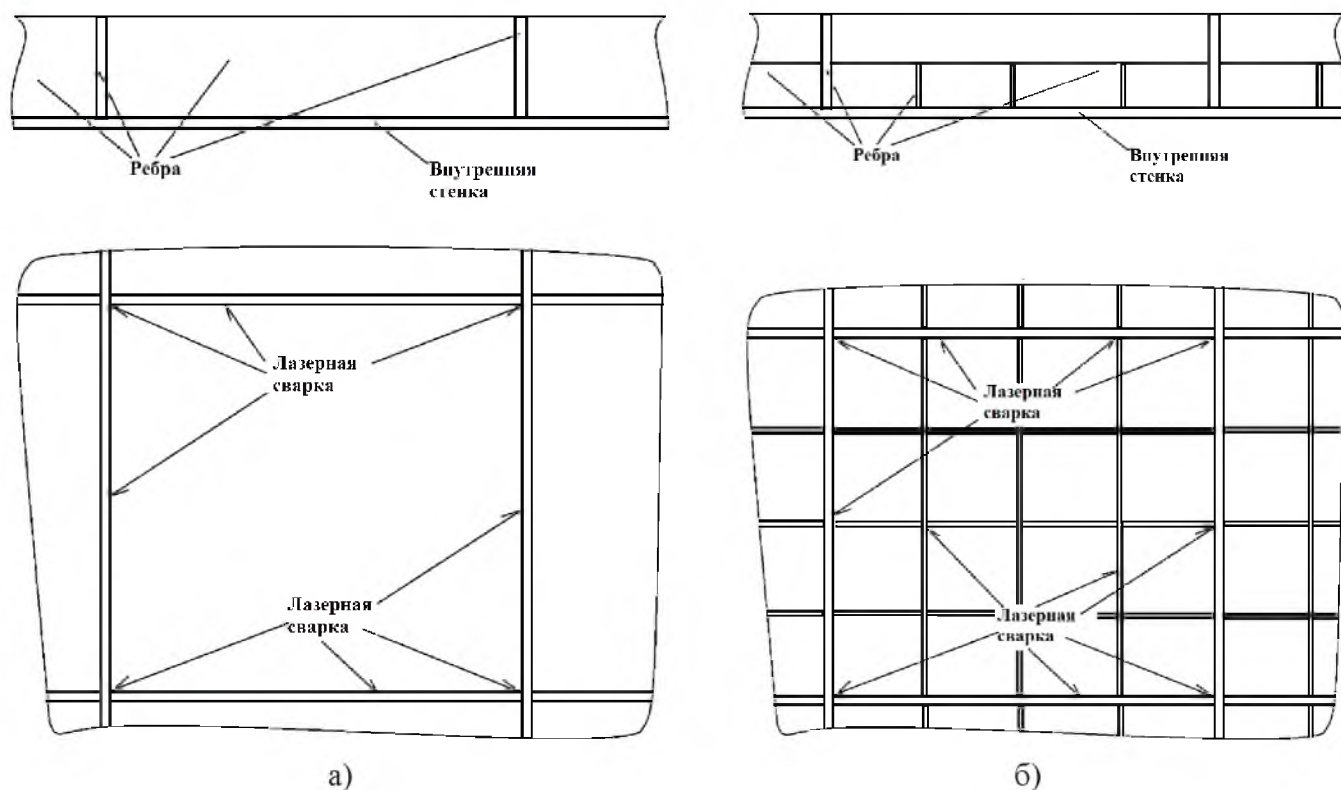 Ребра
Внутренняя
стенка
Ребра
Внутренняя
стенка
Лазерная
сварка
Лазерная
сварка
Лазерная
сварка
Лазерная
сварка
а)
б)